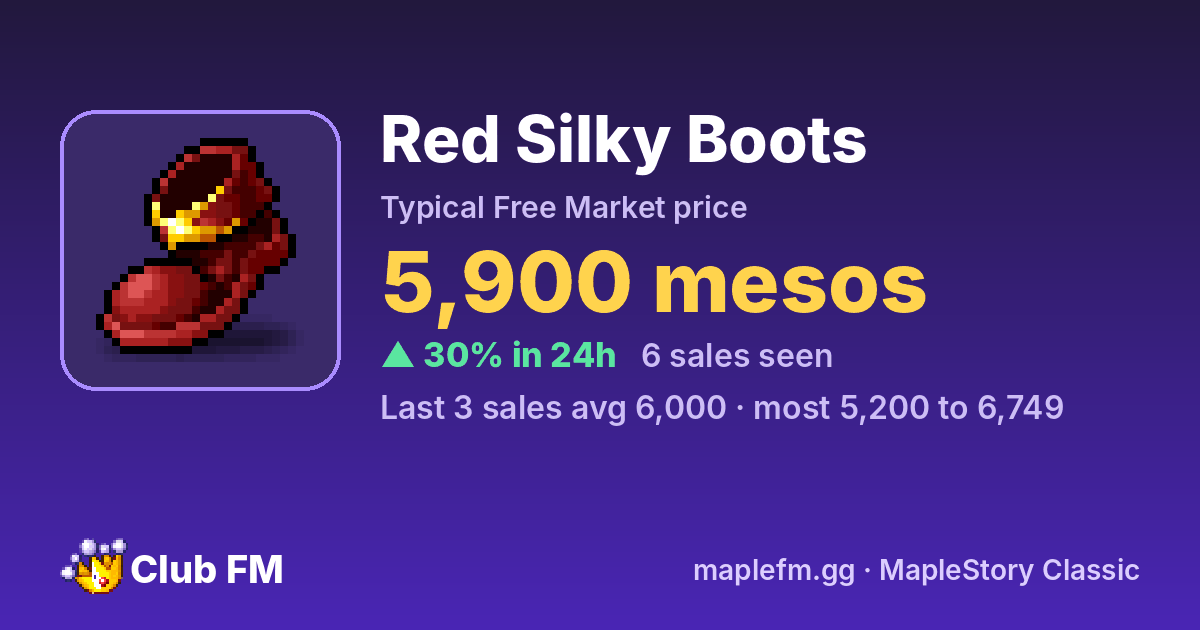 Red Silky Boots
Typical Free Market price
5,900 mesos
▲ 30% in 24h 6 sales seen
Last 3 sales avg 6,000 · most 5,200 to 6,749
Club FM
maplefm.gg · MapleStory Classic